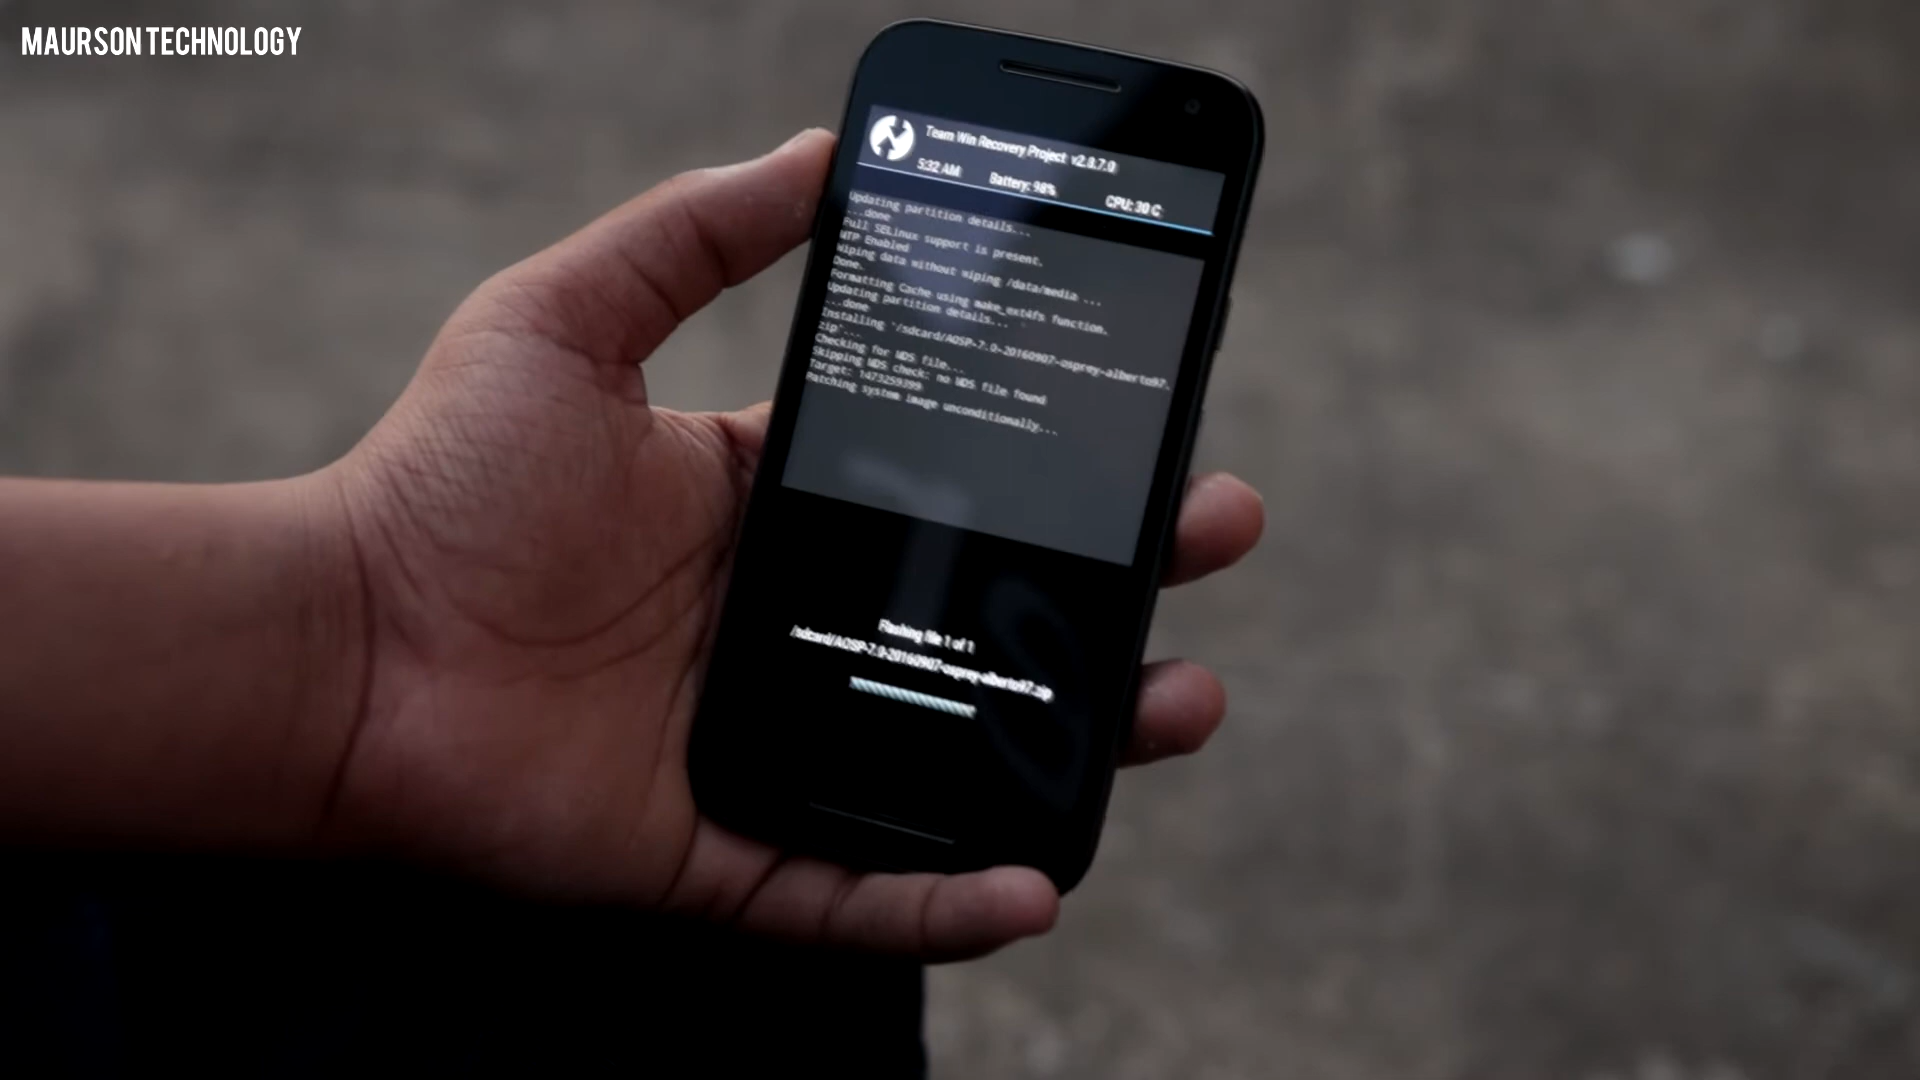 MAURSON TECHNOLOGY
Team Win Recovery Project v2.8.7.0
5:32 AM Battery: 98% CPU: 30 C
Updating partition details...
...done
Full SELinux support is present.
MTP Enabled
Wiping data without wiping /data/media ...
Done.
Formatting Cache using make_ext4fs function.
Updating partition details...
...done
Installing '/sdcard/AOSP-7.0-20160907-osprey-alberto97.
zip'...
Checking for MD5 file...
Skipping MD5 check: no MD5 file found
Target: 1473259399
Patching system image unconditionally...
Flashing file 1 of 1
/sdcard/AOSP-7.0-20160907-osprey-alberto97.zip